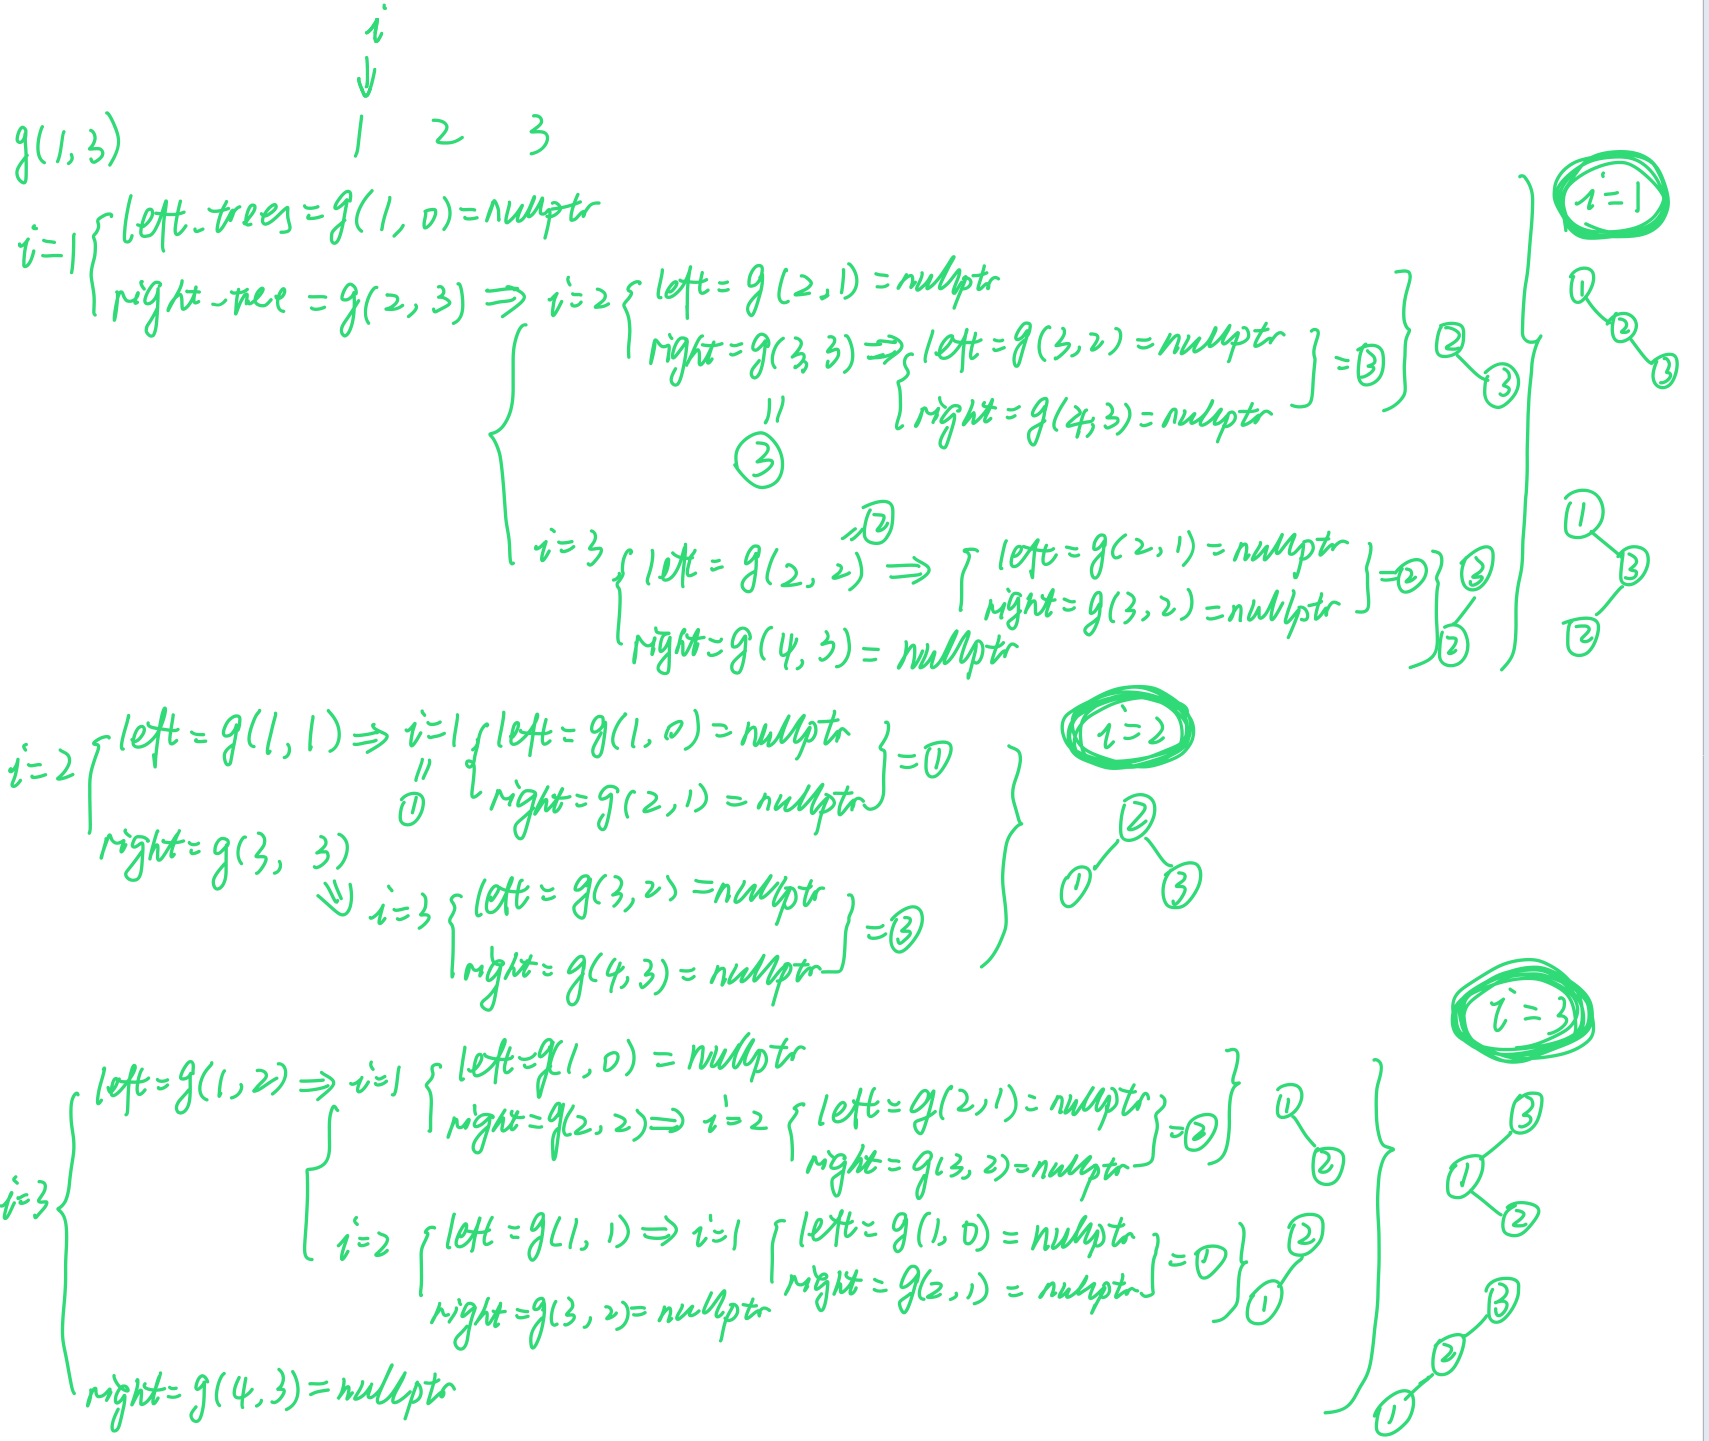 i
↓
g(1,3) 1 2 3
i=1 { left_trees = g(1,0)=nullptr
right_tree = g(2,3) ⇒ i=2 { left = g(2,1)=nullptr
right = g(3,3) ⇒ { left = g(3,2)=nullptr
right = g(4,3)=nullptr } = ③ } ② ③
||
③
i=3 { left = g(2,2) ⇒ { left = g(2,1)=nullptr
=②
right = g(3,2)=nullptr } = ② } ③ ②
right = g(4,3) = nullptr
i=1
① ② ③
① ③ ②
i=2 { left = g(1,1) ⇒ i=1 { left = g(1,0)=nullptr
||
①
right = g(2,1) = nullptr } = ①
right = g(3,3)
⇓ i=3 { left = g(3,2) =nullptr
right = g(4,3) = nullptr } = ③
i=2
②
① ③
i=3 { left = g(1,2) ⇒ i=1 { left = g(1,0) = nullptr
right = g(2,2) ⇒ i=2 { left = g(2,1)=nullptr
right = g(3,2)=nullptr } = ② } ① ②
i=2 { left = g(1,1) ⇒ i=1 { left = g(1,0) = nullptr
right = g(2,1) = nullptr } = ① } ② ①
right = g(3,2)= nullptr
right = g(4,3)=nullptr
i=3
③ ① ②
③ ② ①